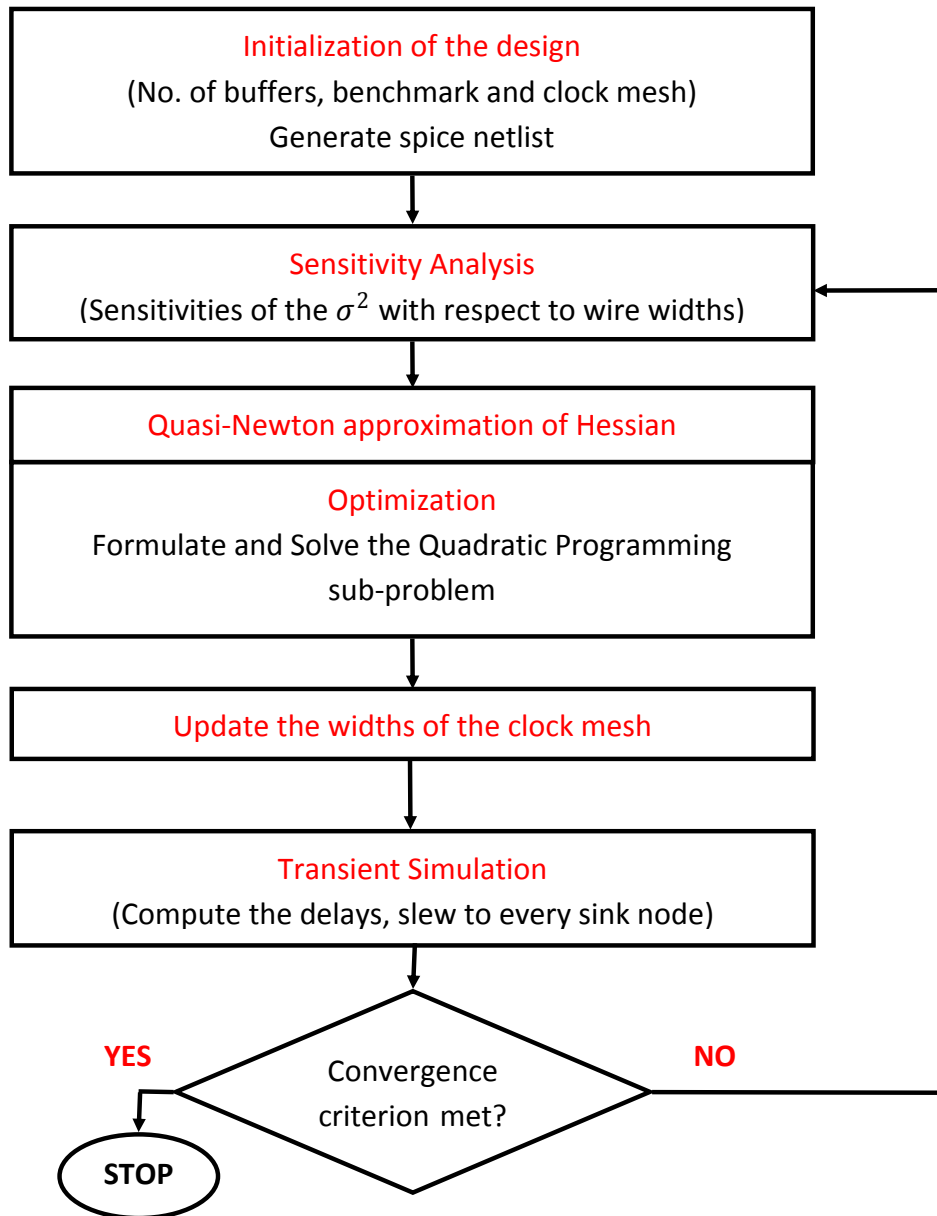 Initialization of the design
(No. of buffers, benchmark and clock mesh)
Generate spice netlist
Sensitivity Analysis
(Sensitivities of the σ² with respect to wire widths)
Quasi-Newton approximation of Hessian
Optimization
Formulate and Solve the Quadratic Programming
sub-problem
Update the widths of the clock mesh
Transient Simulation
(Compute the delays, slew to every sink node)
YES
NO
Convergence
criterion met?
STOP